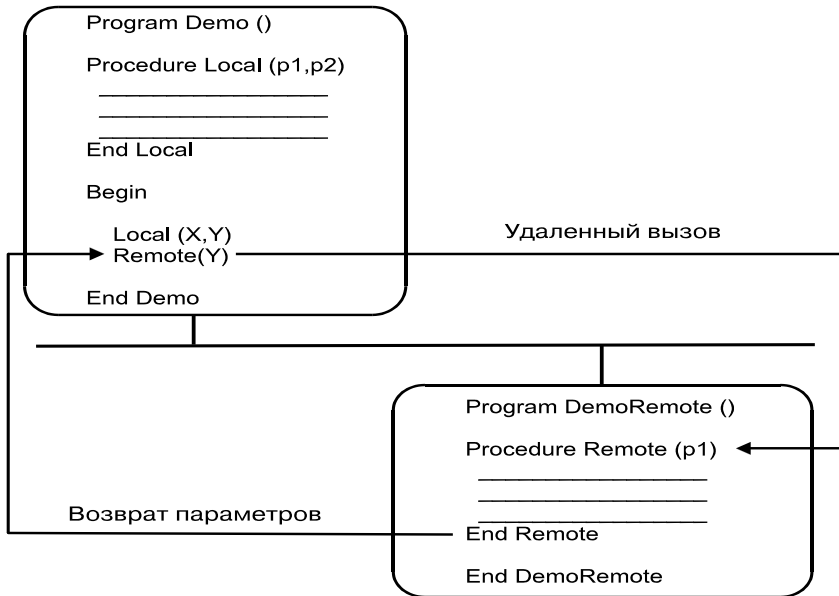 Program Demo ()
Procedure Local (p1,p2)
End Local
Begin
Local (X,Y)
Remote(Y)
End Demo
Удаленный вызов
Program DemoRemote ()
Procedure Remote (p1)
End Remote
End DemoRemote
Возврат параметров